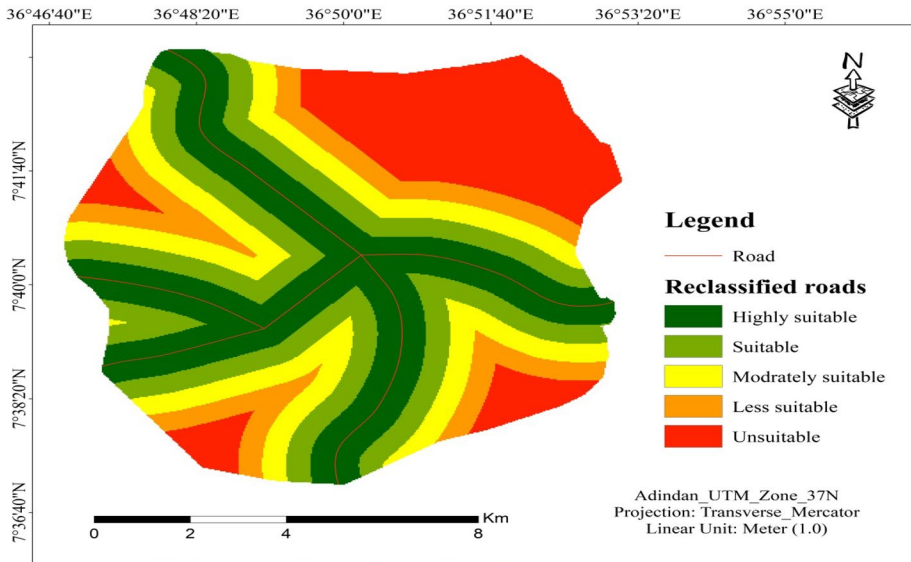 36°46'40"E 36°48'20"E 36°50'0"E 36°51'40"E 36°53'20"E 36°55'0"E
N
7°41'40"N
7°40'0"N
7°38'20"N
7°36'40"N
Legend
Road
Reclassified roads
Highly suitable
Suitable
Modrately suitable
Less suitable
Unsuitable
Km
0 2 4 8
Adindan_UTM_Zone_37N
Projection: Transverse_Mercator
Linear Unit: Meter (1.0)